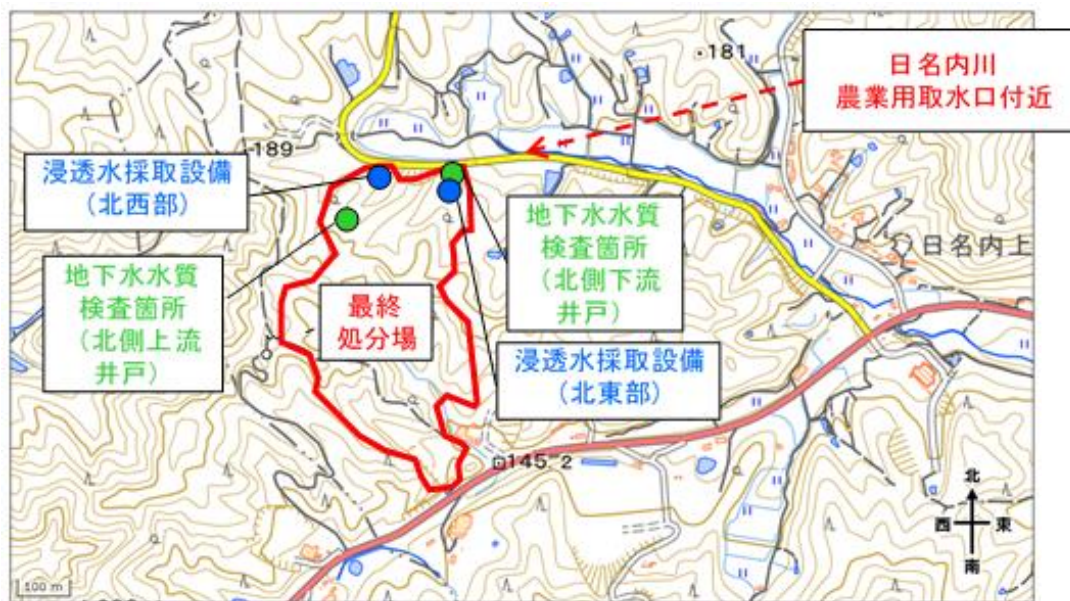 181
日名内川
農業用取水口付近
189
浸透水採取設備
(北西部)
地下水水質
検査箇所
(北側下流
井戸)
日名内上
地下水水質
検査箇所
(北側上流
井戸)
最終
処分場
浸透水採取設備
(北東部)
145.2
北
西 東
南
100 m